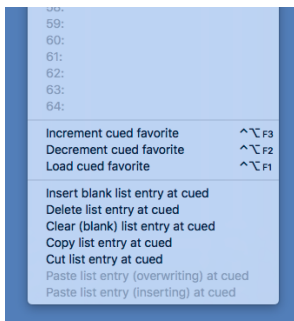 58:
59:
60:
61:
62:
63:
64:
Increment cued favorite ^⌥F3
Decrement cued favorite ^⌥F2
Load cued favorite ^⌥F1
Insert blank list entry at cued
Delete list entry at cued
Clear (blank) list entry at cued
Copy list entry at cued
Cut list entry at cued
Paste list entry (overwriting) at cued
Paste list entry (inserting) at cued